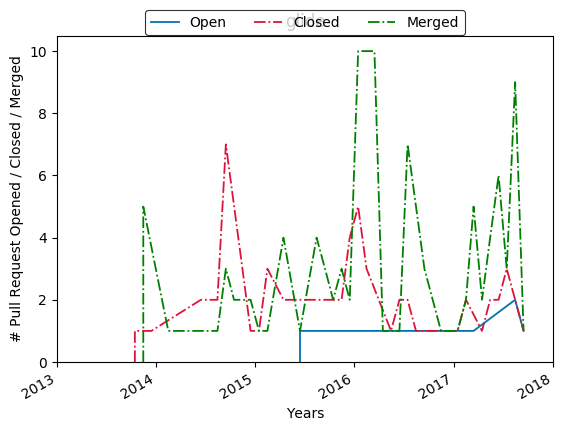 glide
Open Closed Merged
# Pull Request Opened / Closed / Merged
10
8
6
4
2
0
2013 2014 2015 2016 2017 2018
Years